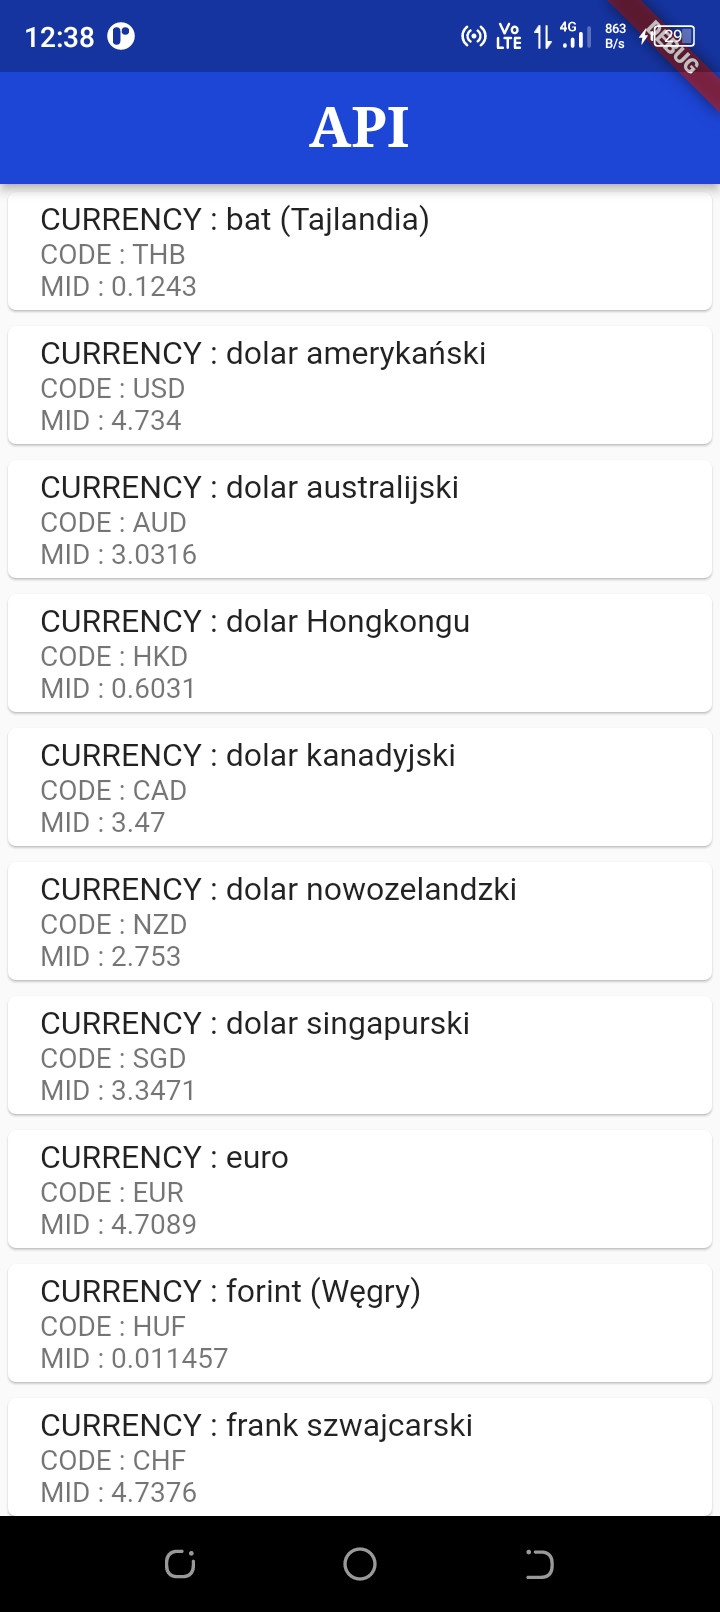 12:38 Vo LTE 4G 863 B/s 29
DEBUG
API
CURRENCY : bat (Tajlandia)
CODE : THB
MID : 0.1243
CURRENCY : dolar amerykański
CODE : USD
MID : 4.734
CURRENCY : dolar australijski
CODE : AUD
MID : 3.0316
CURRENCY : dolar Hongkongu
CODE : HKD
MID : 0.6031
CURRENCY : dolar kanadyjski
CODE : CAD
MID : 3.47
CURRENCY : dolar nowozelandzki
CODE : NZD
MID : 2.753
CURRENCY : dolar singapurski
CODE : SGD
MID : 3.3471
CURRENCY : euro
CODE : EUR
MID : 4.7089
CURRENCY : forint (Węgry)
CODE : HUF
MID : 0.011457
CURRENCY : frank szwajcarski
CODE : CHF
MID : 4.7376